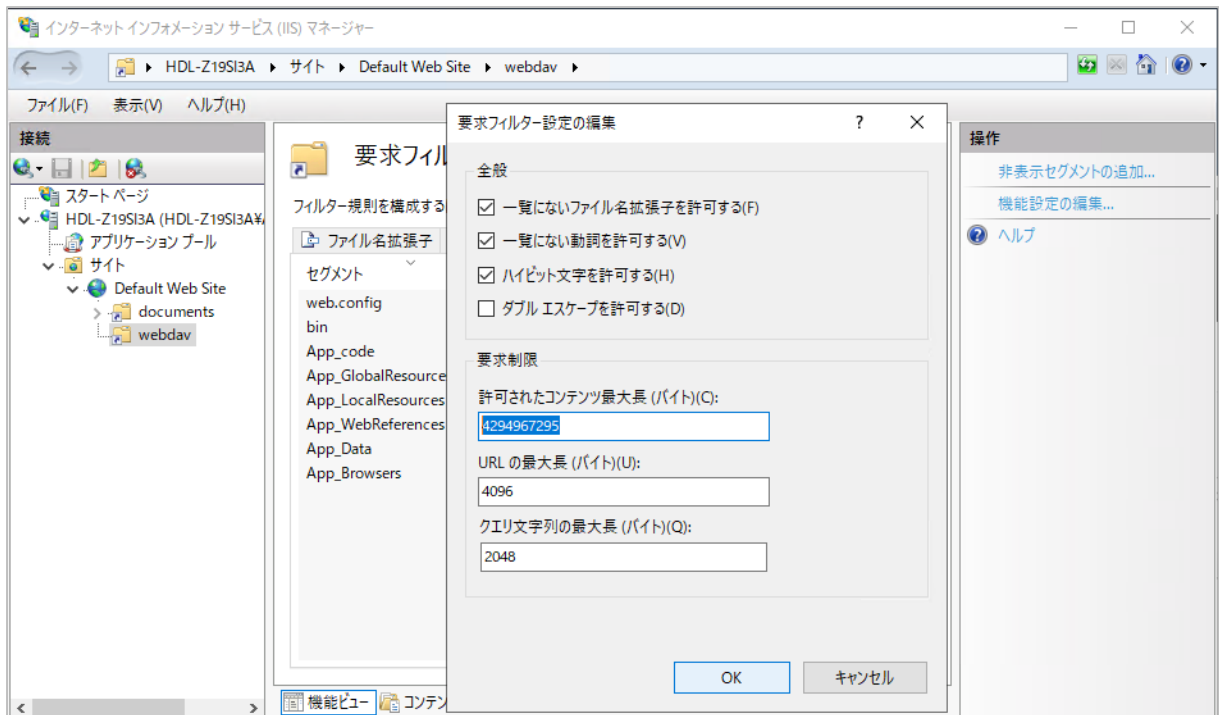 インターネット インフォメーション サービス (IIS) マネージャー
HDL-Z19SI3A サイト Default Web Site webdav
ファイル(F) 表示(V) ヘルプ(H)
接続
スタート ページ
HDL-Z19SI3A (HDL-Z19SI3A¥
アプリケーション プール
サイト
Default Web Site
documents
webdav
要求フィル
フィルター規則を構成する
ファイル名拡張子
セグメント
web.config
bin
App_code
App_GlobalResource
App_LocalResources
App_WebReferences
App_Data
App_Browsers
機能ビュー コンテン
要求フィルター設定の編集
全般
一覧にないファイル名拡張子を許可する(F)
一覧にない動詞を許可する(V)
ハイビット文字を許可する(H)
ダブル エスケープを許可する(D)
要求制限
許可されたコンテンツ最大長 (バイト)(C):
4294967295
URL の最大長 (バイト)(U):
4096
クエリ文字列の最大長 (バイト)(Q):
2048
OK キャンセル
操作
非表示セグメントの追加...
機能設定の編集...
ヘルプ